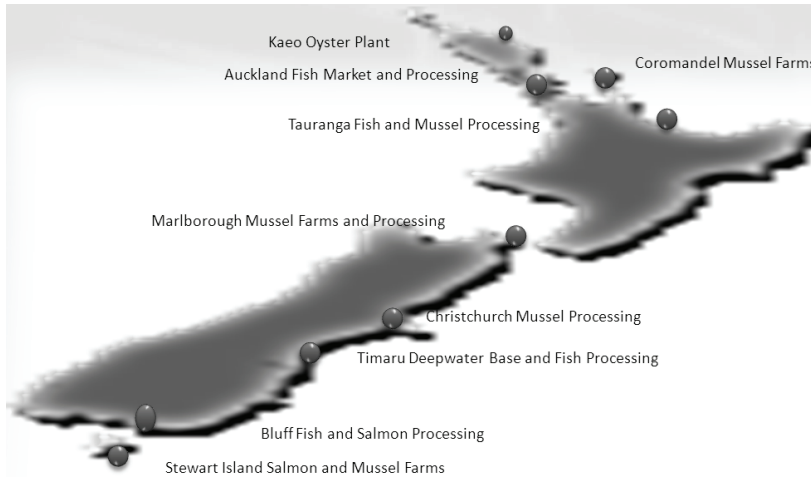 Kaeo Oyster Plant
Coromandel Mussel Farms
Auckland Fish Market and Processing
Tauranga Fish and Mussel Processing
Marlborough Mussel Farms and Processing
Christchurch Mussel Processing
Timaru Deepwater Base and Fish Processing
Bluff Fish and Salmon Processing
Stewart Island Salmon and Mussel Farms